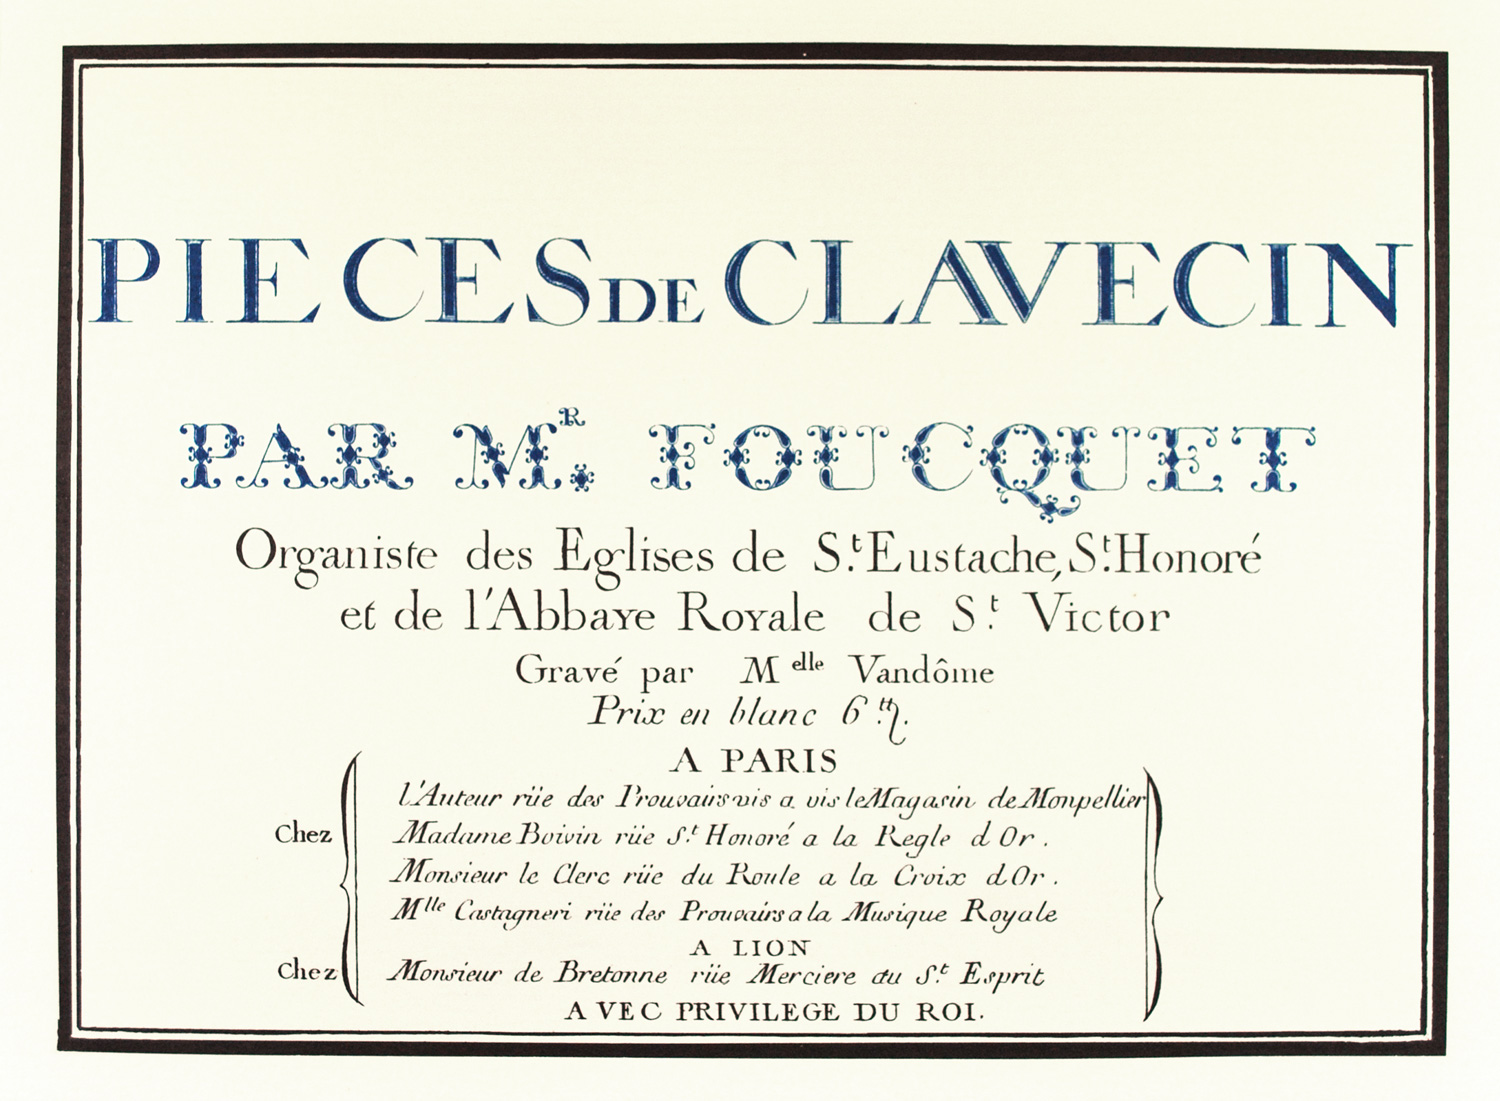 PIECES DE CLAVECIN
PAR MR. FOUCQUET
Organiste des Eglises de St. Eustache, St. Honoré
et de l'Abbaye Royale de St. Victor
Gravé par Melle Vandôme
Prix en blanc 6tt.
A PARIS
l'Auteur rüe des Prouvairs vis a vis le Magasin de Monpellier
Chez Madame Boivin rüe St. Honoré a la Regle d Or.
Monsieur le Clerc rüe du Roule a la Croix d Or.
Mlle Castagneri rüe des Prouvairs a la Musique Royale
A LION
Chez Monsieur de Bretonne rüe Merciere au St. Esprit
AVEC PRIVILEGE DU ROI.